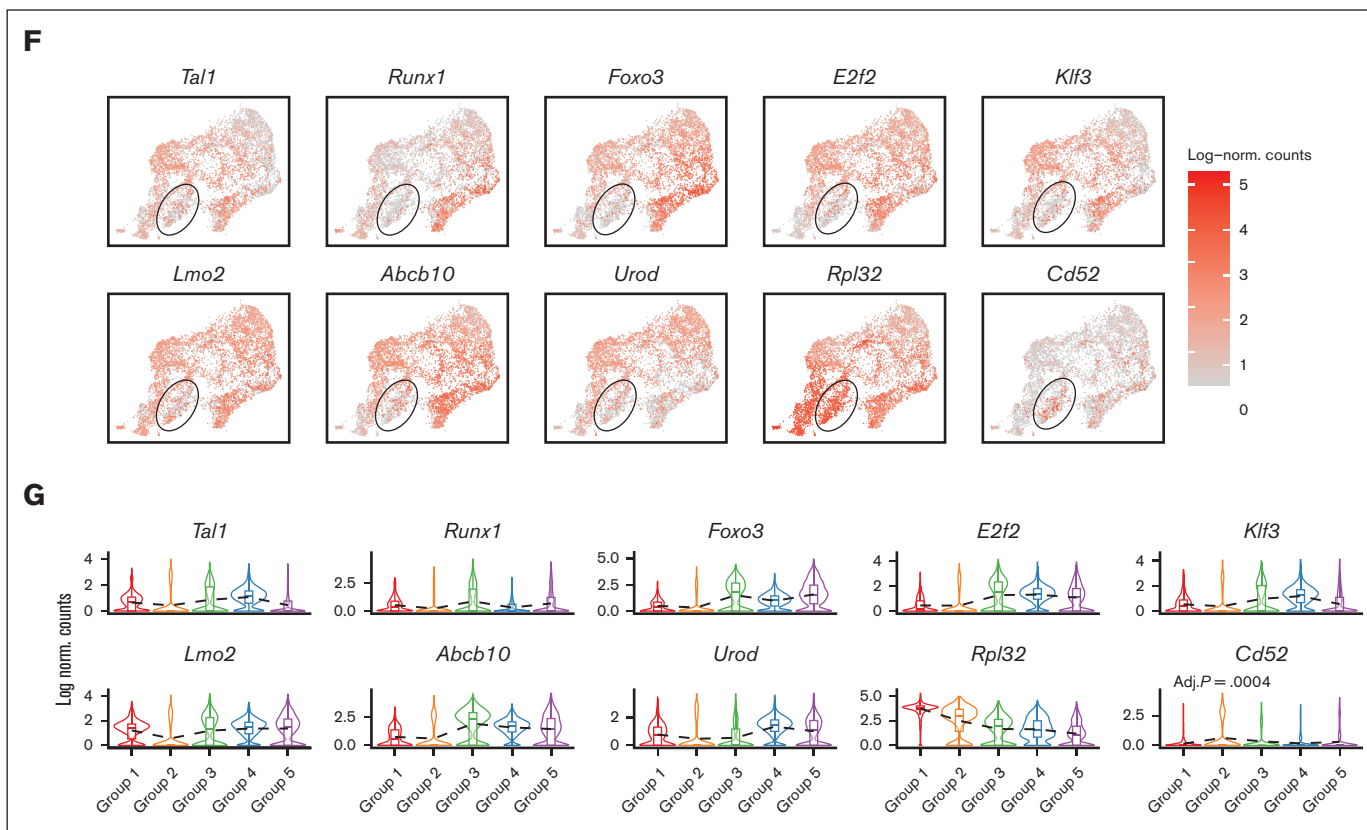 F
Tal1 Runx1 Foxo3 E2f2 Klf3
Log–norm. counts
5
4
3
2
1
0
Lmo2 Abcb10 Urod Rpl32 Cd52
G
Log norm. counts
Tal1 Runx1 Foxo3 E2f2 Klf3
4 2 0
2.5 0.0
5.0 2.5 0.0
4 2 0
4 2 0
Lmo2 Abcb10 Urod Rpl32 Cd52
Adj.P = .0004
4 2 0
2.5 0.0
2 0
5.0 2.5 0.0
2.5 0.0
Group 1 Group 2 Group 3 Group 4 Group 5
Group 1 Group 2 Group 3 Group 4 Group 5
Group 1 Group 2 Group 3 Group 4 Group 5
Group 1 Group 2 Group 3 Group 4 Group 5
Group 1 Group 2 Group 3 Group 4 Group 5